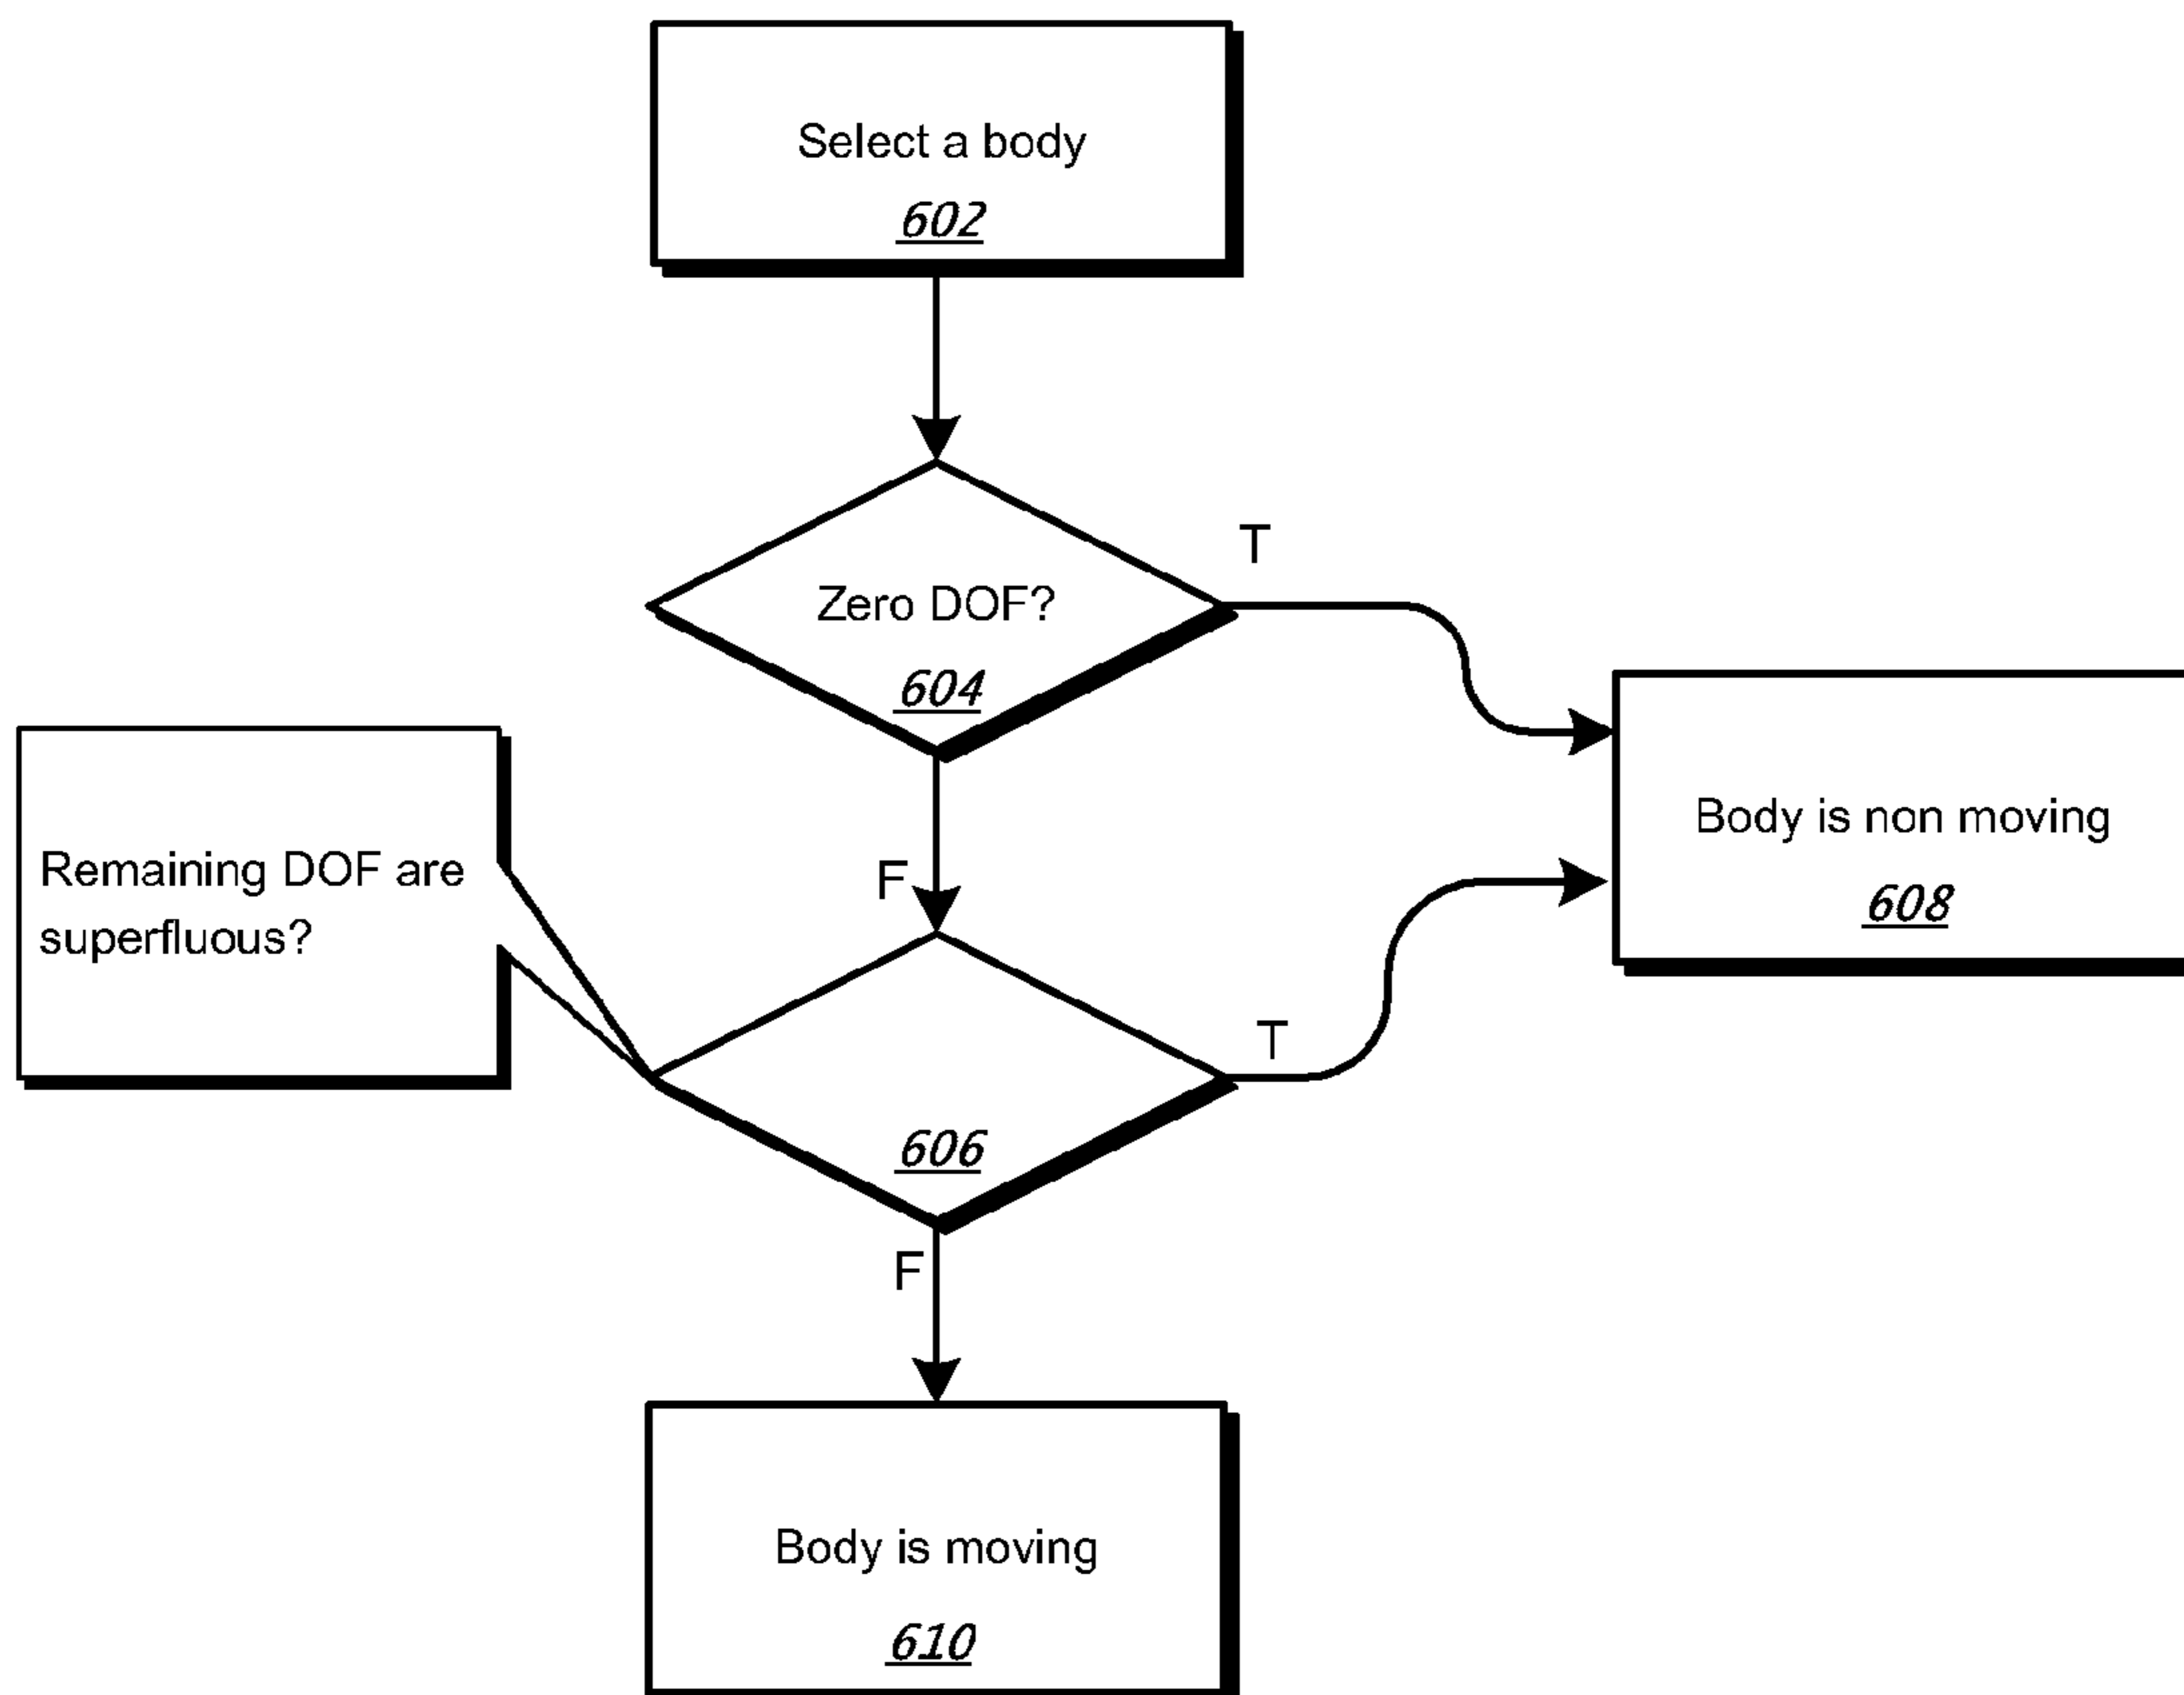 Select a body
602
Zero DOF?
604
T
F
Remaining DOF are
superfluous?
606
T
F
Body is non moving
608
Body is moving
610